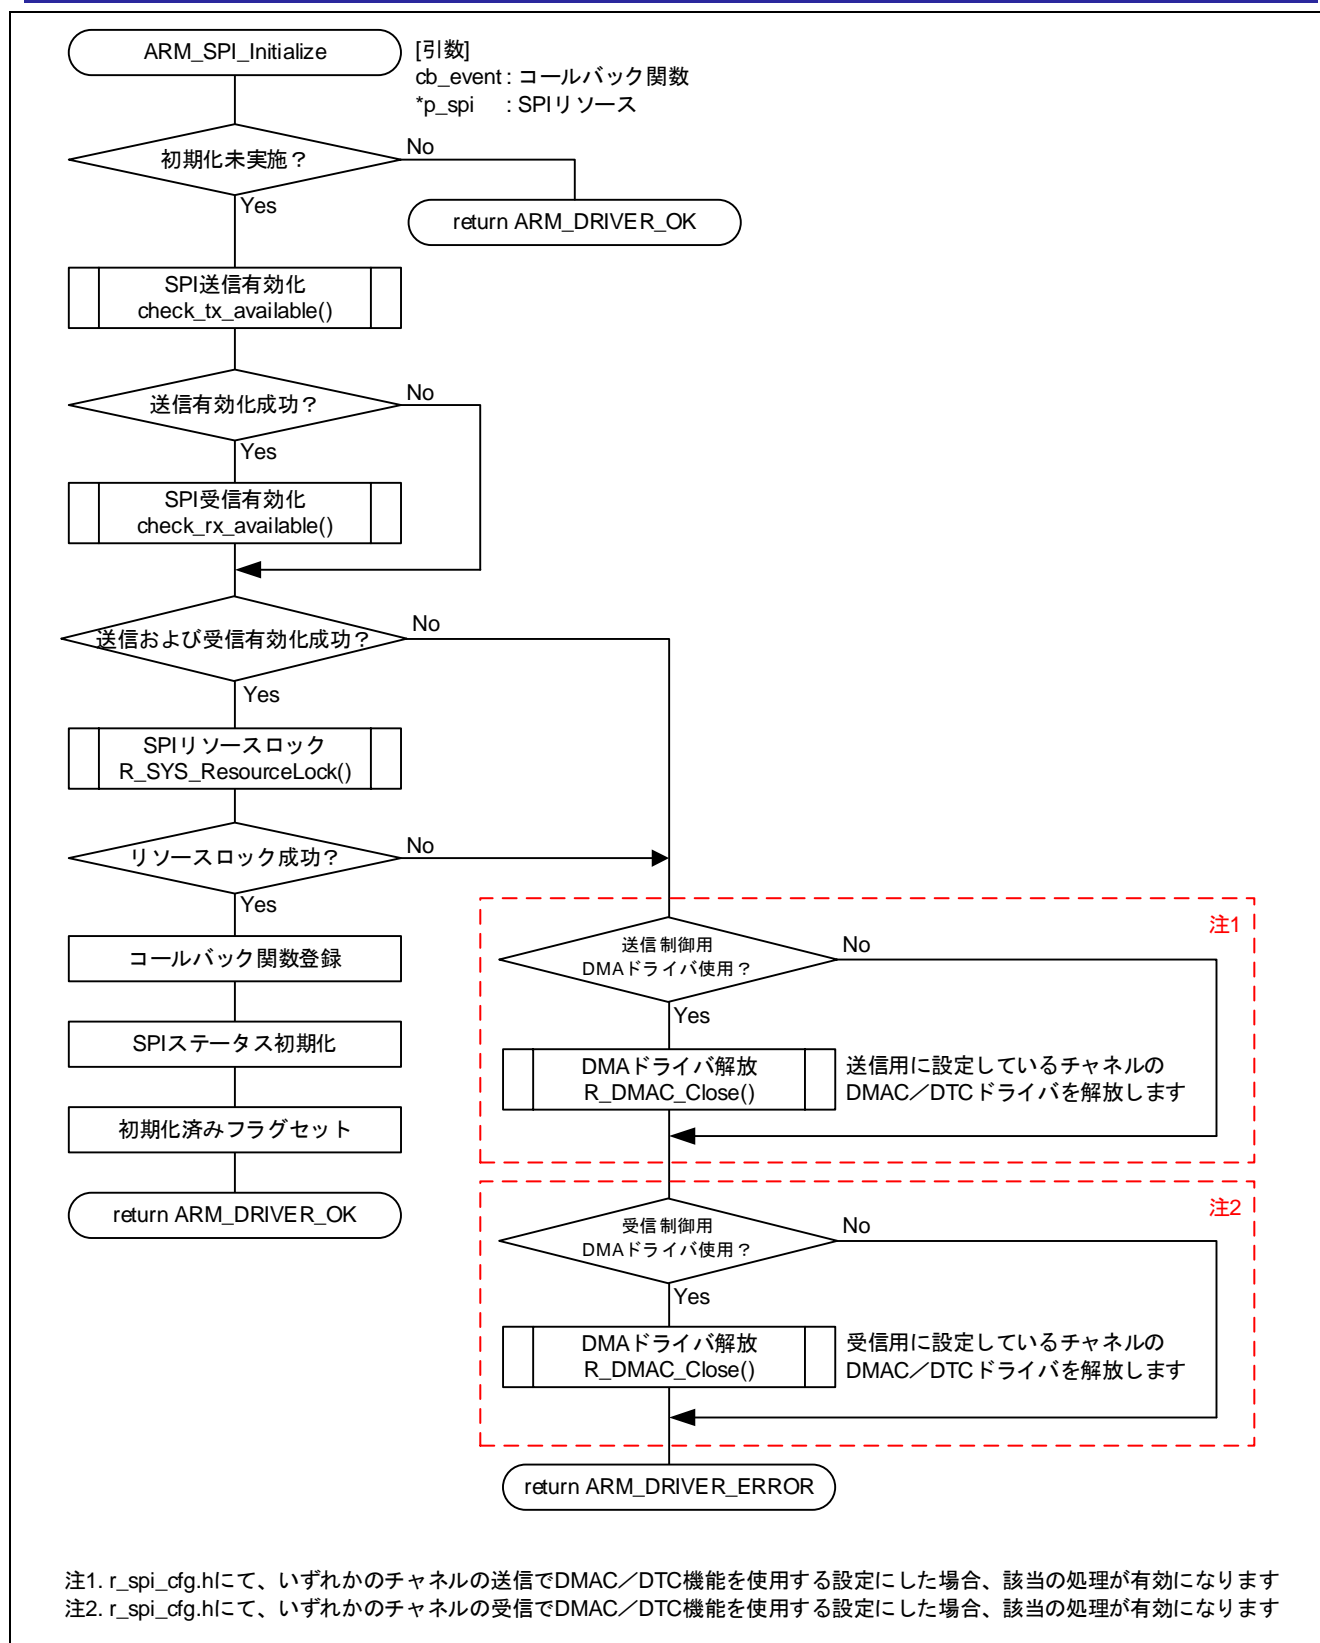 ARM_SPI_Initialize
[引数]
cb_event : コールバック関数
*p_spi : SPIリソース
初期化未実施？
No
Yes
return ARM_DRIVER_OK
SPI送信有効化
check_tx_available()
送信有効化成功？
No
Yes
SPI受信有効化
check_rx_available()
送信および受信有効化成功？
No
Yes
SPIリソースロック
R_SYS_ResourceLock()
リソースロック成功？
No
Yes
コールバック関数登録
SPIステータス初期化
初期化済みフラグセット
return ARM_DRIVER_OK
注1
送信制御用
DMAドライバ使用？
No
Yes
DMAドライバ解放
R_DMAC_Close()
送信用に設定しているチャネルの
DMAC／DTCドライバを解放します
注2
受信制御用
DMAドライバ使用？
No
Yes
DMAドライバ解放
R_DMAC_Close()
受信用に設定しているチャネルの
DMAC／DTCドライバを解放します
return ARM_DRIVER_ERROR
注1. r_spi_cfg.hにて、いずれかのチャネルの送信でDMAC／DTC機能を使用する設定にした場合、該当の処理が有効になります
注2. r_spi_cfg.hにて、いずれかのチャネルの受信でDMAC／DTC機能を使用する設定にした場合、該当の処理が有効になります